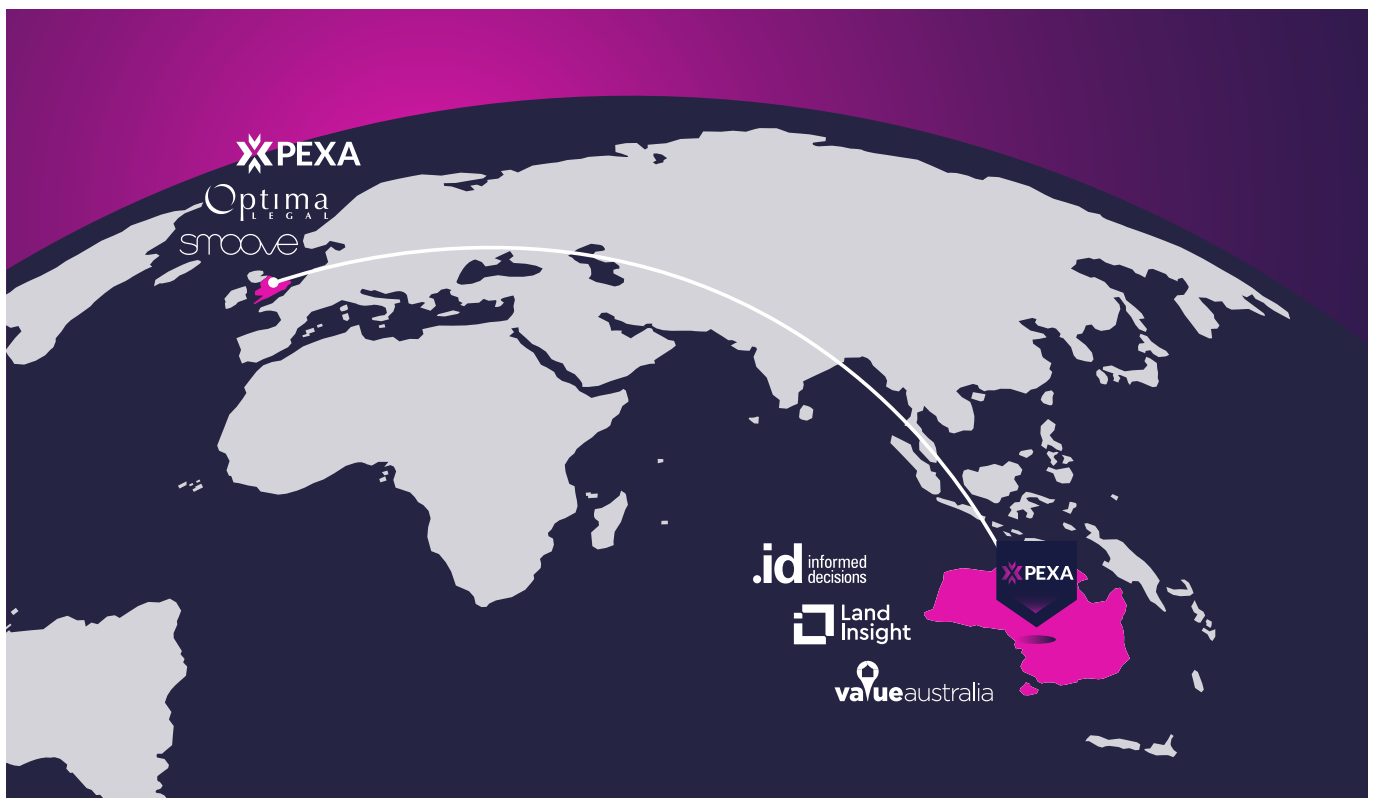 PEXA
Optima
LEGAL
smoove
.id informed
decisions
PEXA
Land
Insight
valueaustralia